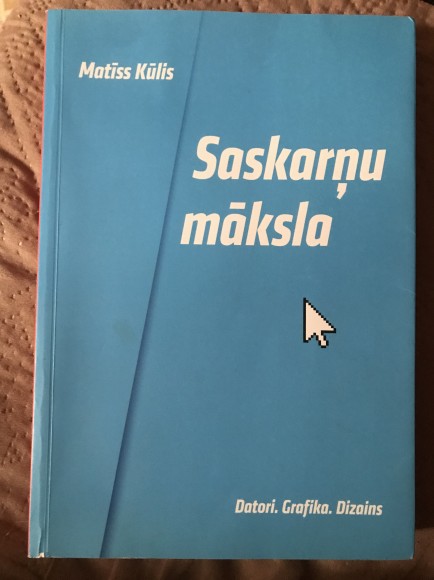 Matīss Kūlis
Saskarņu
māksla
Datori. Grafika. Dizains